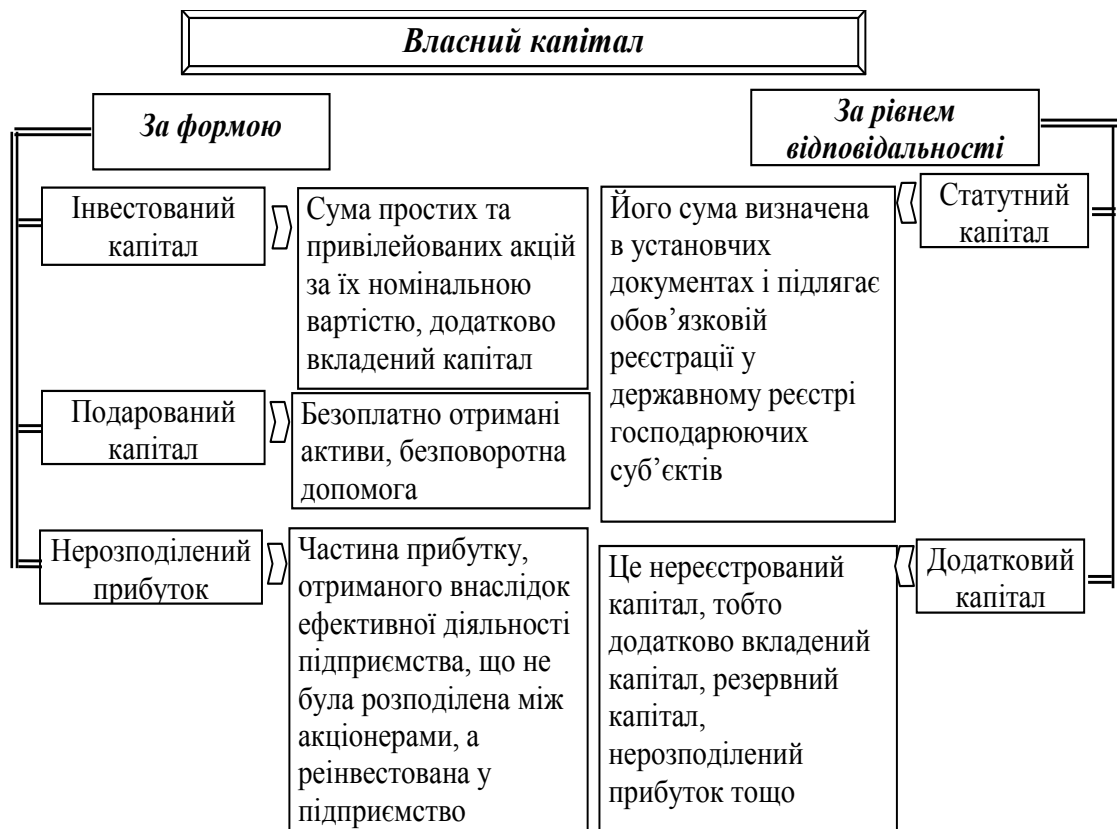 Власний капітал
За формою
Інвестований
капітал
Сума простих та
привілейованих акцій
за їх номінальною
вартістю, додатково
вкладений капітал
Подарований
капітал
Безоплатно отримані
активи, безповоротна
допомога
Нерозподілений
прибуток
Частина прибутку,
отриманого внаслідок
ефективної діяльності
підприємства, що не
була розподілена між
акціонерами, а
реінвестована у
підприємство
За рівнем
відповідальності
Статутний
капітал
Його сума визначена
в установчих
документах і підлягає
обов’язковій
реєстрації у
державному реєстрі
господарюючих
суб’єктів
Додатковий
капітал
Це нереєстрований
капітал, тобто
додатково вкладений
капітал, резервний
капітал,
нерозподілений
прибуток тощо